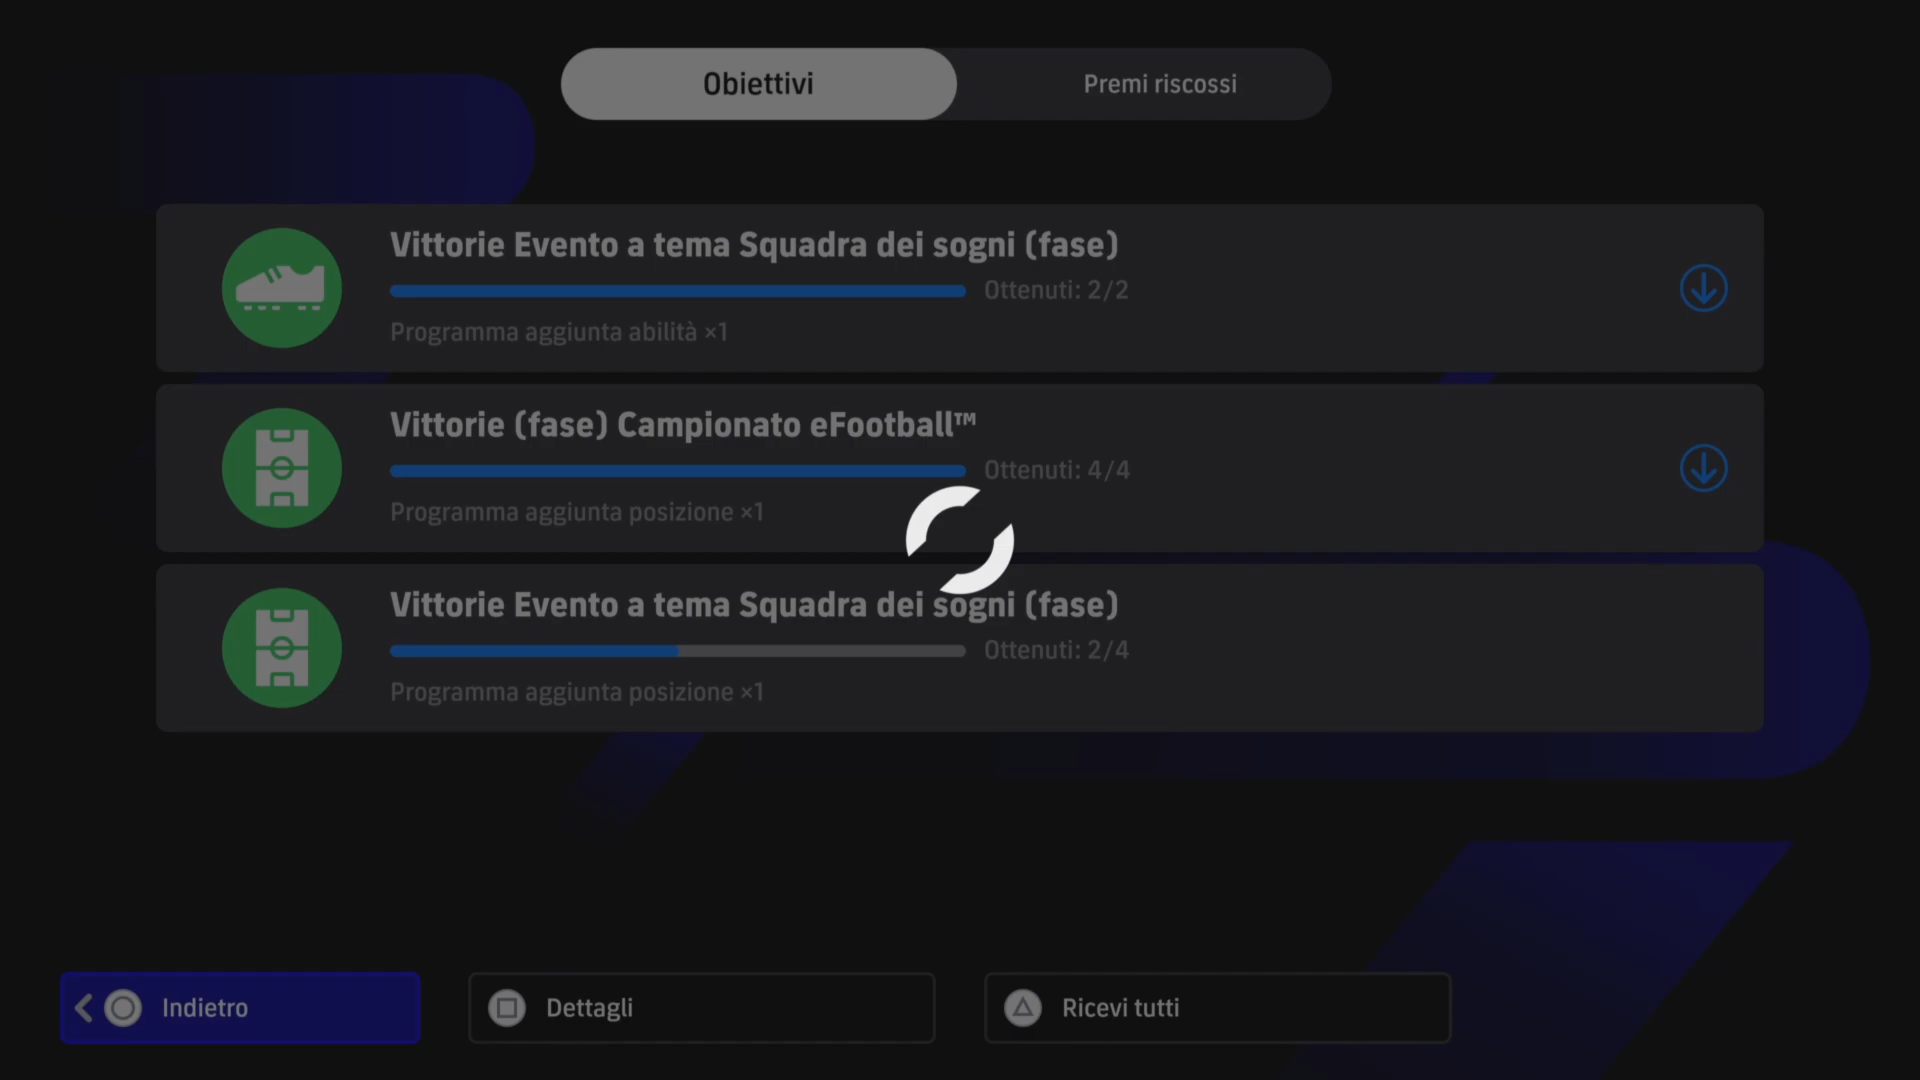 Obiettivi
Premi riscossi
Vittorie Evento a tema Squadra dei sogni (fase)
Ottenuti: 2/2
Programma aggiunta abilità ×1
Vittorie (fase) Campionato eFootball™
Ottenuti: 4/4
Programma aggiunta posizione ×1
Vittorie Evento a tema Squadra dei sogni (fase)
Ottenuti: 2/4
Programma aggiunta posizione ×1
Indietro
Dettagli
Ricevi tutti